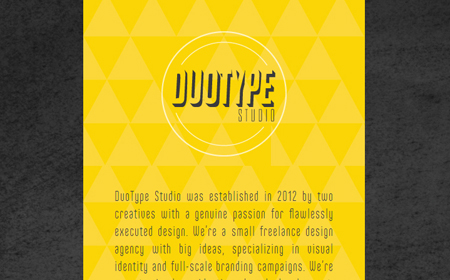 DUOTYPE
STUDIO
DuoType Studio was established in 2012 by two
creatives with a genuine passion for flawlessly
executed design. We're a small freelance design
agency with big ideas, specializing in visual
identity and full-scale branding campaigns. We're